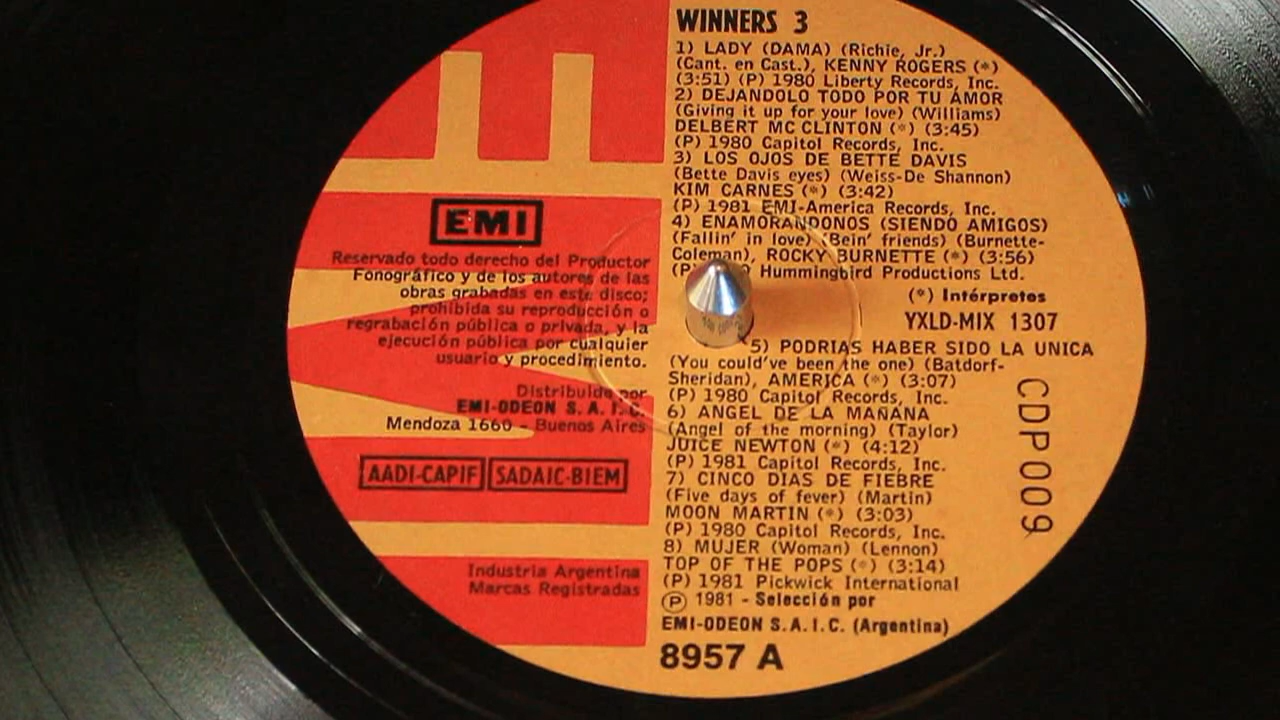 WINNERS 3
1) LADY (DAMA) (Richie, Jr.)
(Cant. en Cast.), KENNY ROGERS (*)
(3:51) (P) 1980 Liberty Records, Inc.
2) DEJANDOLO TODO POR TU AMOR
(Giving it up for your love) (Williams)
DELBERT MC CLINTON (*) (3:45)
(P) 1980 Capitol Records, Inc.
3) LOS OJOS DE BETTE DAVIS
(Bette Davis eyes) (Weiss-De Shannon)
KIM CARNES (*) (3:42)
(P) 1981 EMI-America Records, Inc.
4) ENAMORANDONOS (SIENDO AMIGOS)
(Fallin' in love) (Bein' friends) (Burnette-
Coleman), ROCKY BURNETTE (*) (3:56)
(P Hummingbird Productions Ltd.
(*) Intérpretes
YXLD-MIX 1307
5) PODRIAS HABER SIDO LA UNICA
(You could've been the one) (Batdorf-
Sheridan), AMERICA (*) (3:07)
(P) 1980 Capitol Records, Inc.
6) ANGEL DE LA MAÑANA
(Angel of the morning) (Taylor)
JUICE NEWTON (*) (4:12)
(P) 1981 Capitol Records, Inc.
7) CINCO DIAS DE FIEBRE
(Five days of fever) (Martin)
MOON MARTIN (*) (3:03)
(P) 1980 Capitol Records, Inc.
8) MUJER (Woman) (Lennon)
TOP OF THE POPS (*) (3:14)
(P) 1981 Pickwick International
Ⓟ 1981 - Selección por
EMI-ODEON S.A.I.C. (Argentina)
8957 A
CDP009
EMI
Reservado todo derecho del Productor
Fonográfico y de los autores de las
obras grabadas en este disco;
prohibida su reproducción o
regrabación pública o privada, y la
ejecución pública por cualquier
usuario y procedimiento.
Distribuido por
EMI-ODEON S.A.I.C.
Mendoza 1660 - Buenos Aires
AADI-CAPIF SADAIC-BIEM
Industria Argentina
Marcas Registradas